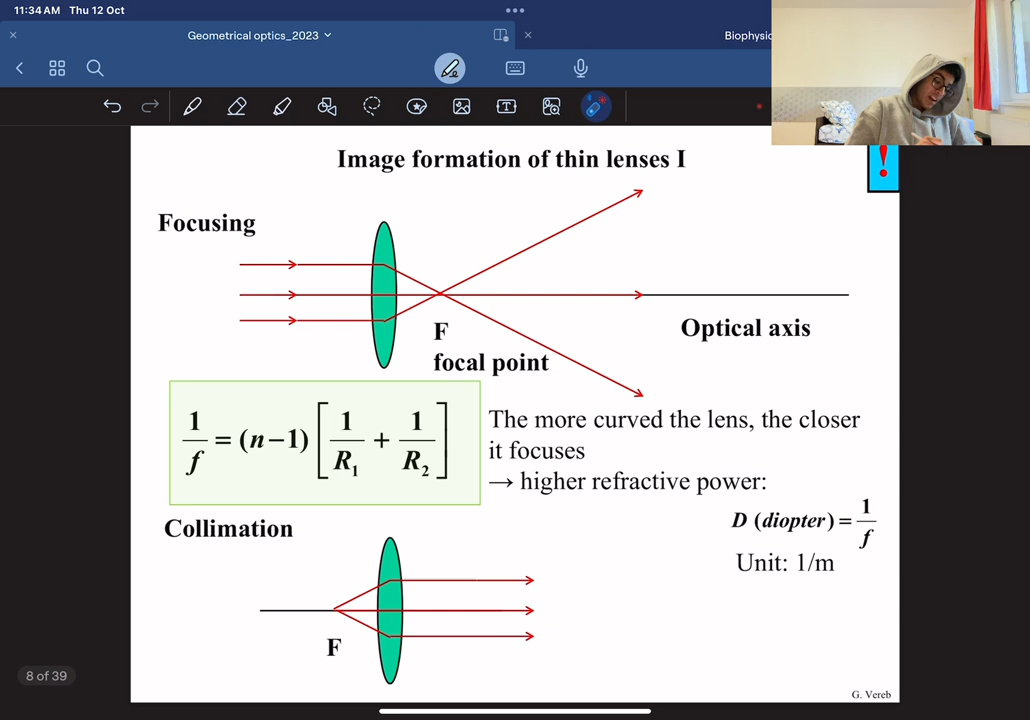 11:34 AM Thu 12 Oct
Geometrical optics_2023
Biophysic
Image formation of thin lenses I
!
Focusing
Optical axis
F
focal point
1/f = (n−1) [1/R₁ + 1/R₂]
The more curved the lens, the closer
it focuses
→ higher refractive power:
D (diopter) = 1/f
Unit: 1/m
Collimation
F
8 of 39
G. Vereb